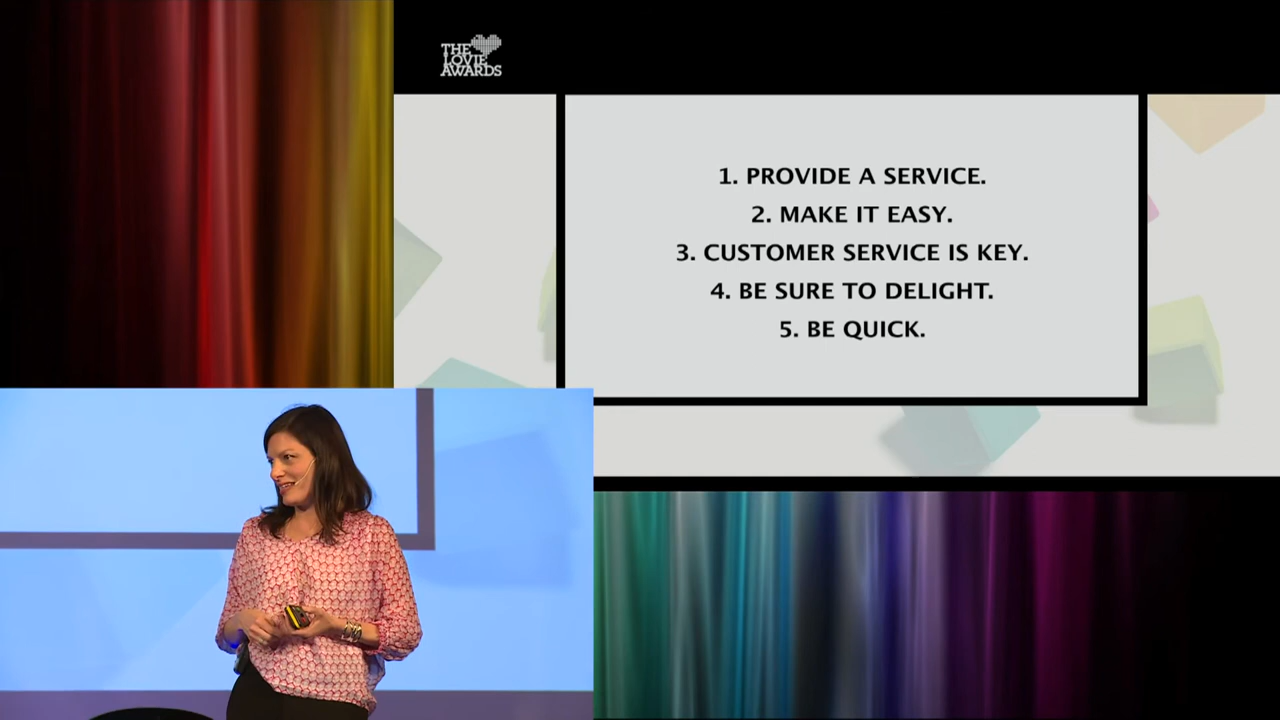 THE
LOVIE
AWARDS
1. PROVIDE A SERVICE.
2. MAKE IT EASY.
3. CUSTOMER SERVICE IS KEY.
4. BE SURE TO DELIGHT.
5. BE QUICK.